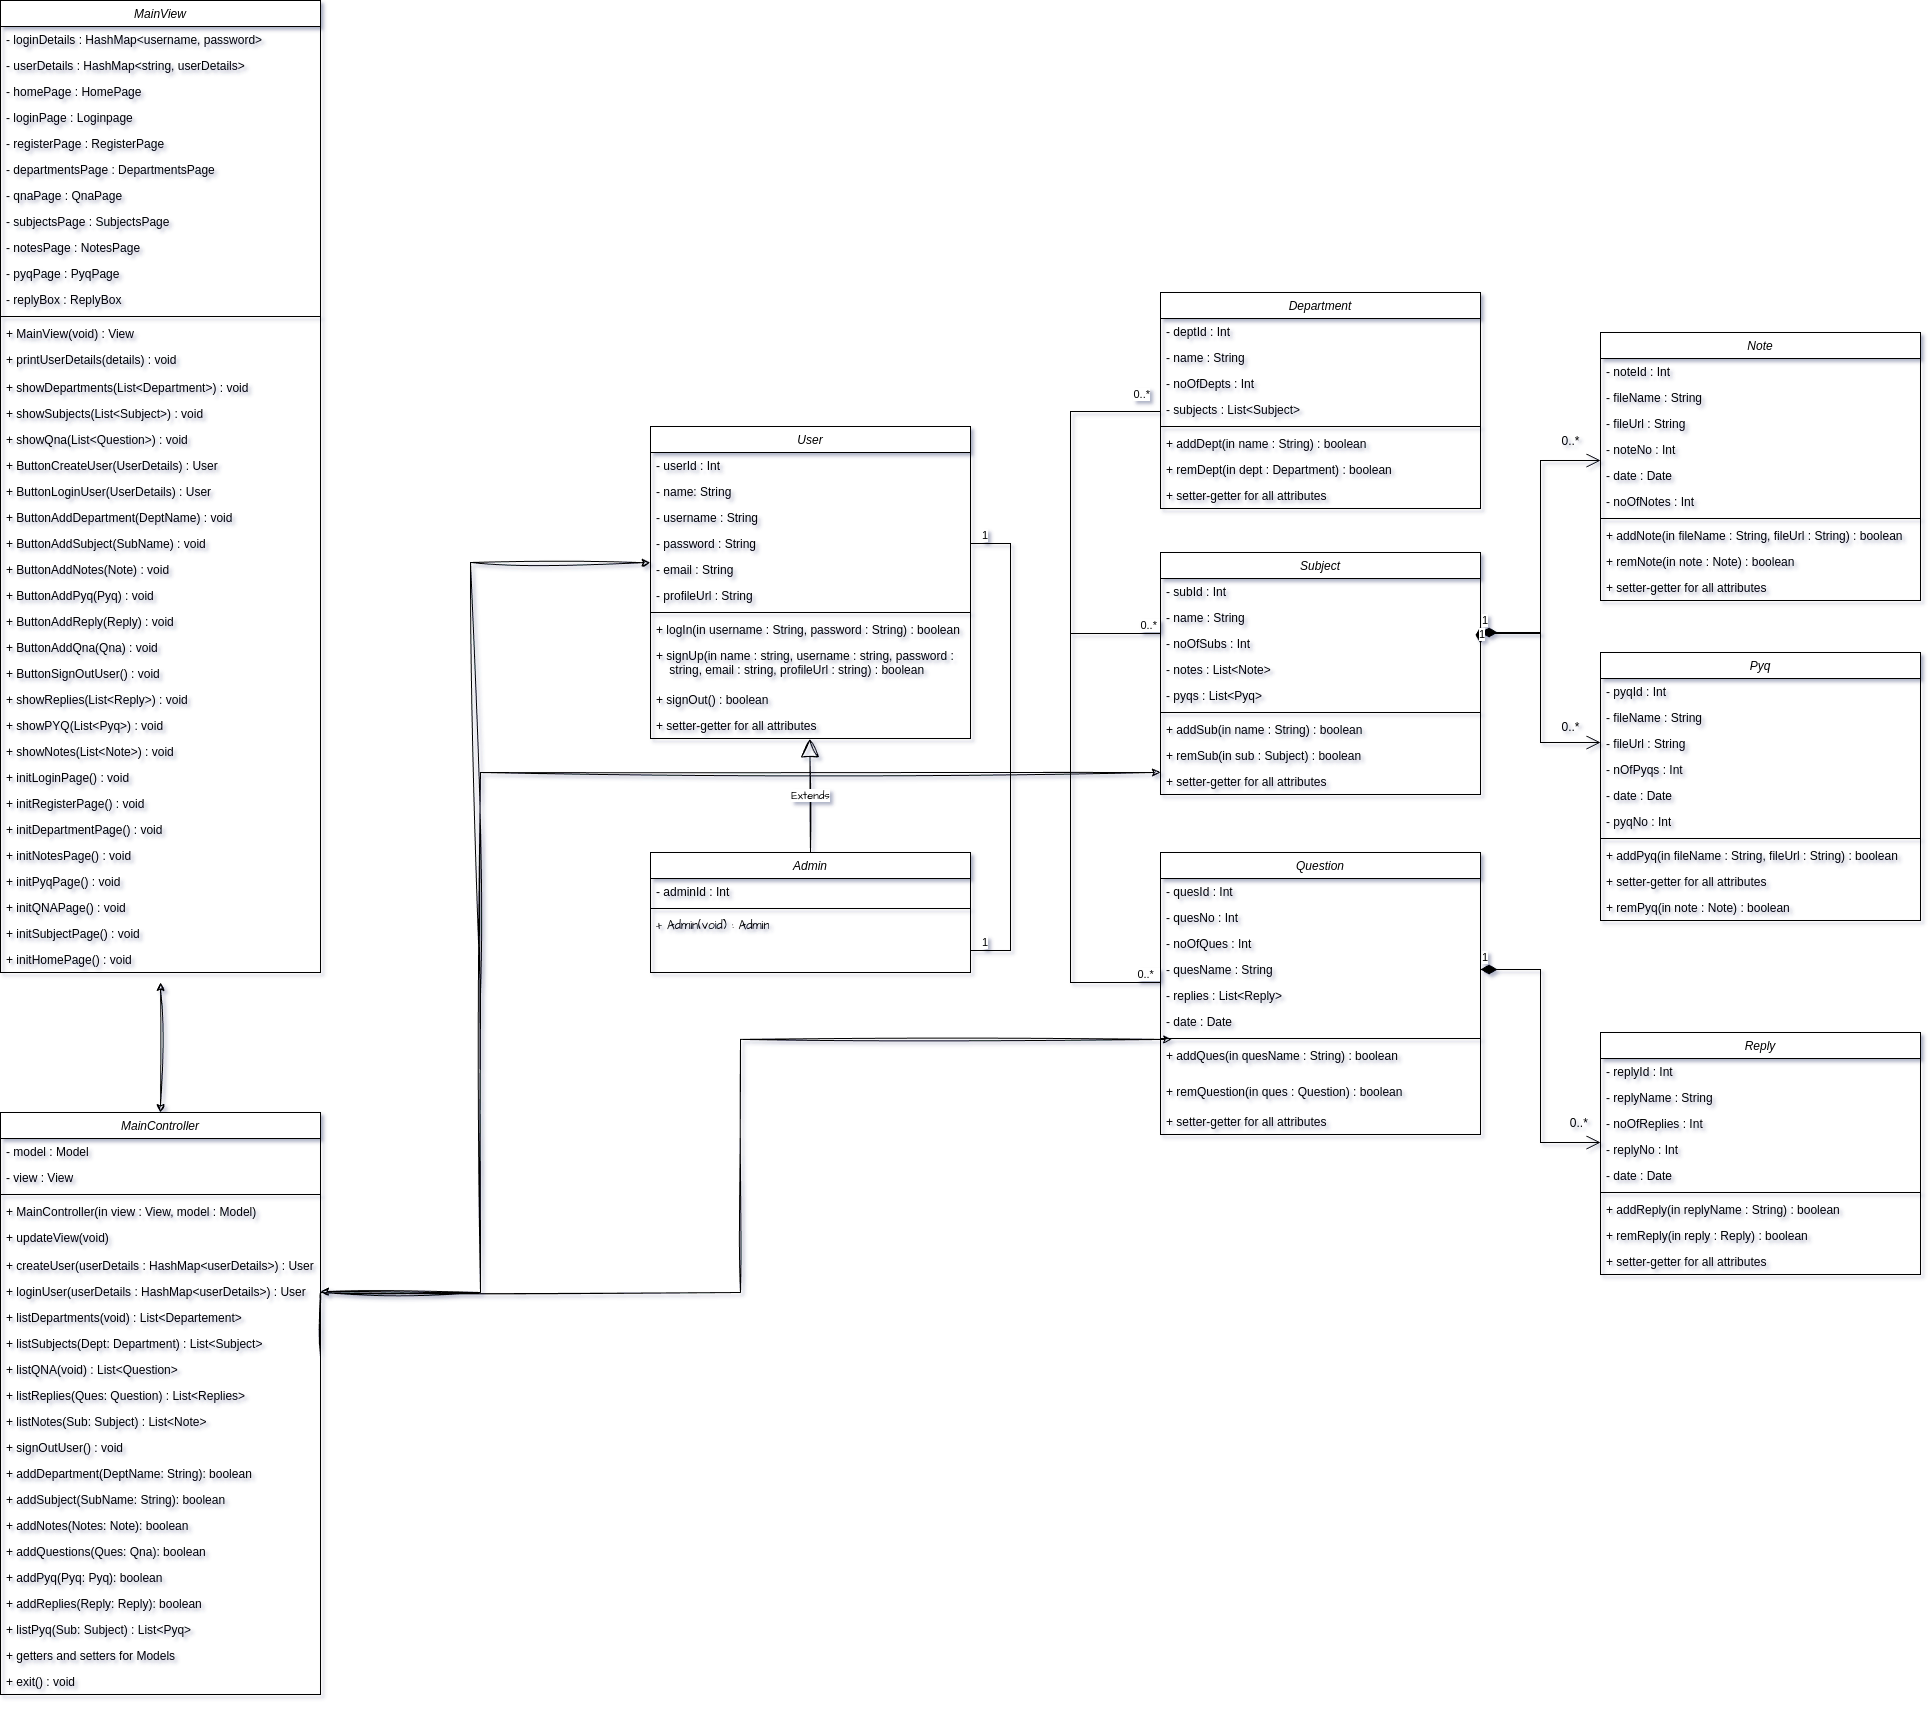 MainView
- loginDetails : HashMap<username, password>
- userDetails : HashMap<string, userDetails>
- homePage : HomePage
- loginPage : Loginpage
- registerPage : RegisterPage
- departmentsPage : DepartmentsPage
- qnaPage : QnaPage
- subjectsPage : SubjectsPage
- notesPage : NotesPage
- pyqPage : PyqPage
- replyBox : ReplyBox
+ MainView(void) : View
+ printUserDetails(details) : void
+ showDepartments(List<Department>) : void
+ showSubjects(List<Subject>) : void
+ showQna(List<Question>) : void
+ ButtonCreateUser(UserDetails) : User
+ ButtonLoginUser(UserDetails) : User
+ ButtonAddDepartment(DeptName) : void
+ ButtonAddSubject(SubName) : void
+ ButtonAddNotes(Note) : void
+ ButtonAddPyq(Pyq) : void
+ ButtonAddReply(Reply) : void
+ ButtonAddQna(Qna) : void
+ ButtonSignOutUser() : void
+ showReplies(List<Reply>) : void
+ showPYQ(List<Pyq>) : void
+ showNotes(List<Note>) : void
+ initLoginPage() : void
+ initRegisterPage() : void
+ initDepartmentPage() : void
+ initNotesPage() : void
+ initPyqPage() : void
+ initQNAPage() : void
+ initSubjectPage() : void
+ initHomePage() : void
MainController
- model : Model
- view : View
+ MainController(in view : View, model : Model)
+ updateView(void)
+ createUser(userDetails : HashMap<userDetails>) : User
+ loginUser(userDetails : HashMap<userDetails>) : User
+ listDepartments(void) : List<Departement>
+ listSubjects(Dept: Department) : List<Subject>
+ listQNA(void) : List<Question>
+ listReplies(Ques: Question) : List<Replies>
+ listNotes(Sub: Subject) : List<Note>
+ signOutUser() : void
+ addDepartment(DeptName: String): boolean
+ addSubject(SubName: String): boolean
+ addNotes(Notes: Note): boolean
+ addQuestions(Ques: Qna): boolean
+ addPyq(Pyq: Pyq): boolean
+ addReplies(Reply: Reply): boolean
+ listPyq(Sub: Subject) : List<Pyq>
+ getters and setters for Models
+ exit() : void
User
- userId : Int
- name: String
- username : String
- password : String
- email : String
- profileUrl : String
+ logIn(in username : String, password : String) : boolean
+ signUp(in name : string, username : string, password :
string, email : string, profileUrl : string) : boolean
+ signOut() : boolean
+ setter-getter for all attributes
1
Extends
Admin
- adminId : Int
+ Admin(void) : Admin
1
Department
- deptId : Int
- name : String
- noOfDepts : Int
- subjects : List<Subject>
+ addDept(in name : String) : boolean
+ remDept(in dept : Department) : boolean
+ setter-getter for all attributes
0..*
Subject
- subId : Int
- name : String
- noOfSubs : Int
- notes : List<Note>
- pyqs : List<Pyq>
+ addSub(in name : String) : boolean
+ remSub(in sub : Subject) : boolean
+ setter-getter for all attributes
0..*
1
1
Question
- quesId : Int
- quesNo : Int
- noOfQues : Int
- quesName : String
- replies : List<Reply>
- date : Date
+ addQues(in quesName : String) : boolean
+ remQuestion(in ques : Question) : boolean
+ setter-getter for all attributes
0..*
1
Note
- noteId : Int
- fileName : String
- fileUrl : String
- noteNo : Int
- date : Date
- noOfNotes : Int
+ addNote(in fileName : String, fileUrl : String) : boolean
+ remNote(in note : Note) : boolean
+ setter-getter for all attributes
0..*
Pyq
- pyqId : Int
- fileName : String
- fileUrl : String
- nOfPyqs : Int
- date : Date
- pyqNo : Int
+ addPyq(in fileName : String, fileUrl : String) : boolean
+ setter-getter for all attributes
+ remPyq(in note : Note) : boolean
0..*
Reply
- replyId : Int
- replyName : String
- noOfReplies : Int
- replyNo : Int
- date : Date
+ addReply(in replyName : String) : boolean
+ remReply(in reply : Reply) : boolean
+ setter-getter for all attributes
0..*